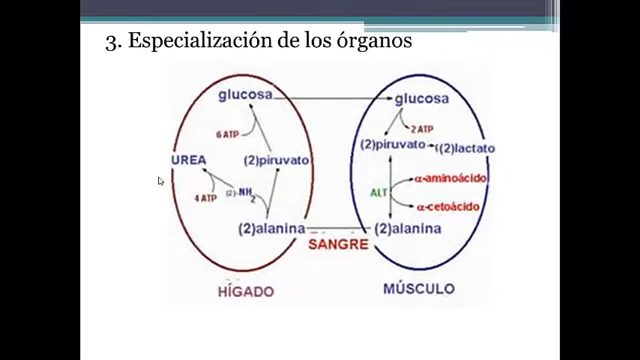 3. Especialización de los órganos
glucosa
glucosa
6 ATP
2 ATP
UREA
(2)piruvato
(2)piruvato
((2)lactato
4 ATP
(2)-NH2
ALT
α-aminoácido
α-cetoácido
(2)alanina
(2)alanina
SANGRE
HÍGADO
MÚSCULO